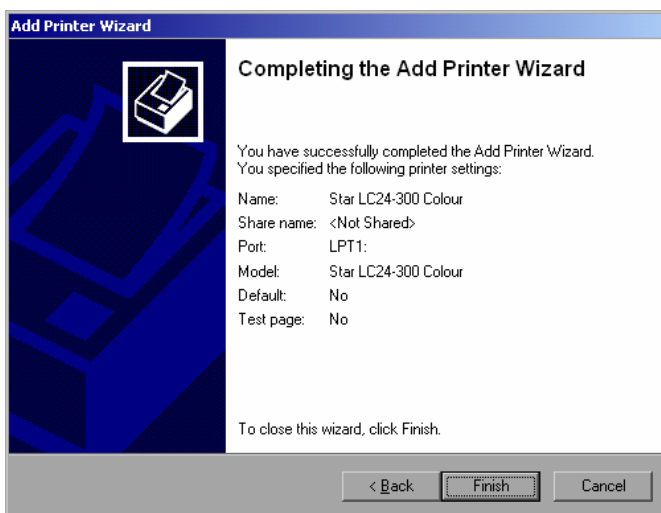 Add Printer Wizard
Completing the Add Printer Wizard
You have successfully completed the Add Printer Wizard.
You specified the following printer settings:
Name: Star LC24-300 Colour
Share name: <Not Shared>
Port: LPT1:
Model: Star LC24-300 Colour
Default: No
Test page: No
To close this wizard, click Finish.
< Back Finish Cancel